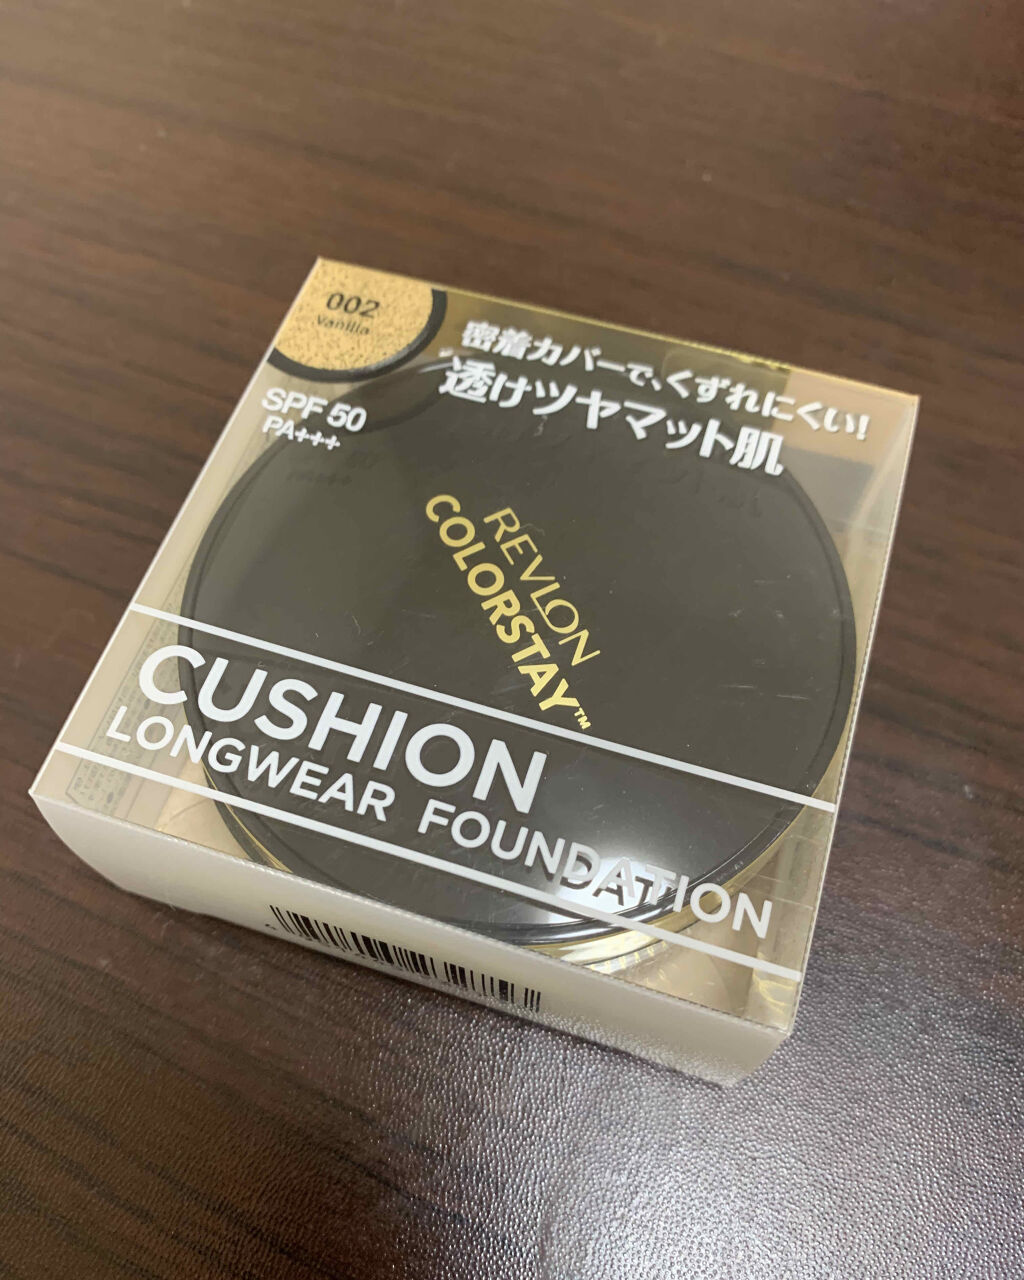 002
Vanilla
密着カバーで、くずれにくい!
透けツヤマット肌
SPF 50
PA+++
REVLON
COLORSTAY™
CUSHION
LONGWEAR FOUNDATION